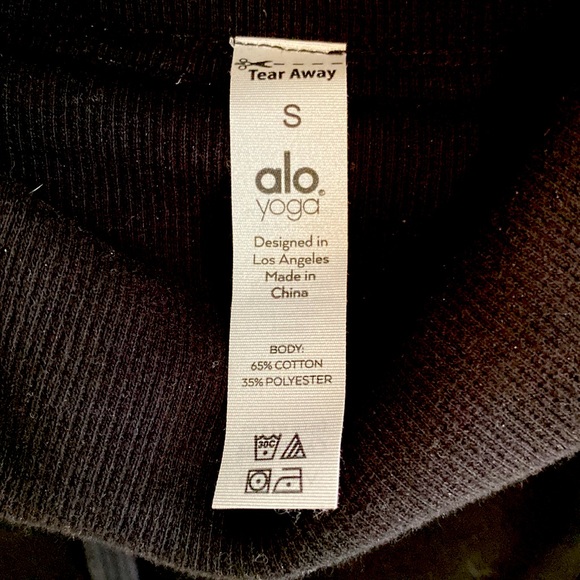 Tear Away
S
alo®
yoga
Designed in
Los Angeles
Made in
China
BODY:
65% COTTON
35% POLYESTER
30C